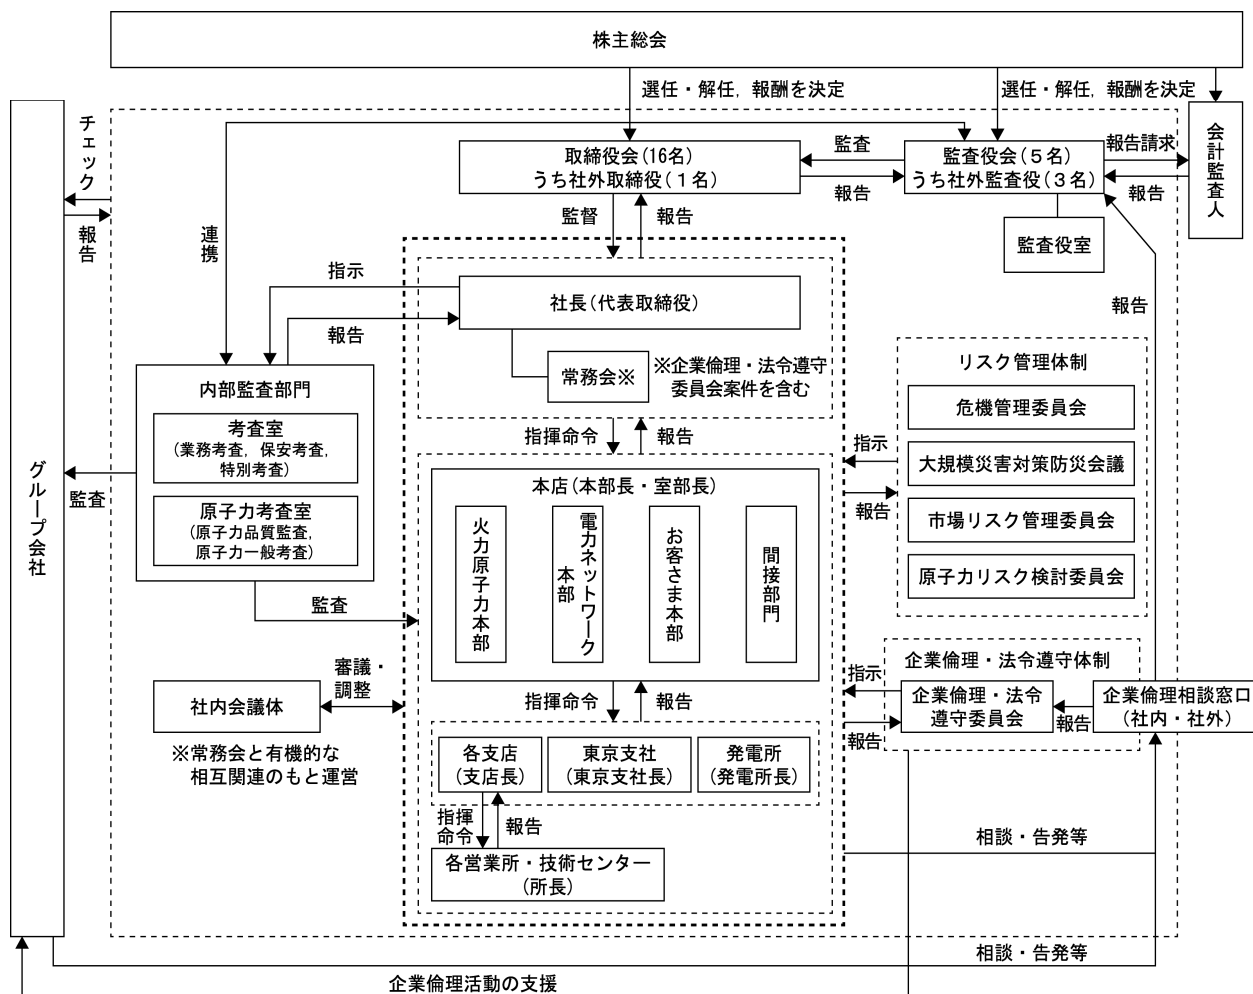 株主総会
選任・解任，報酬を決定
選任・解任，報酬を決定
チェック
報告
グループ会社
会計監査人
取締役会(16名)
うち社外取締役(１名)
監査
報告
監査役会(５名)
うち社外監査役(３名)
報告請求
報告
監査役室
連携
監督
報告
指示
報告
社長(代表取締役)
常務会※
※企業倫理・法令遵守
委員会案件を含む
報告
内部監査部門
考査室
(業務考査，保安考査，
特別考査)
原子力考査室
(原子力品質監査，
原子力一般考査)
監査
監査
指揮命令
報告
本店(本部長・室部長)
火力原子力本部
電力ネットワーク
本部
お客さま本部
間接部門
指示
報告
リスク管理体制
危機管理委員会
大規模災害対策防災会議
市場リスク管理委員会
原子力リスク検討委員会
審議・
調整
社内会議体
※常務会と有機的な
相互関連のもと運営
指揮命令
報告
各支店
(支店長)
東京支社
(東京支社長)
発電所
(発電所長)
指揮
命令
報告
各営業所・技術センター
(所長)
指示
報告
企業倫理・法令遵守体制
企業倫理・法令
遵守委員会
報告
企業倫理相談窓口
(社内・社外)
相談・告発等
相談・告発等
企業倫理活動の支援